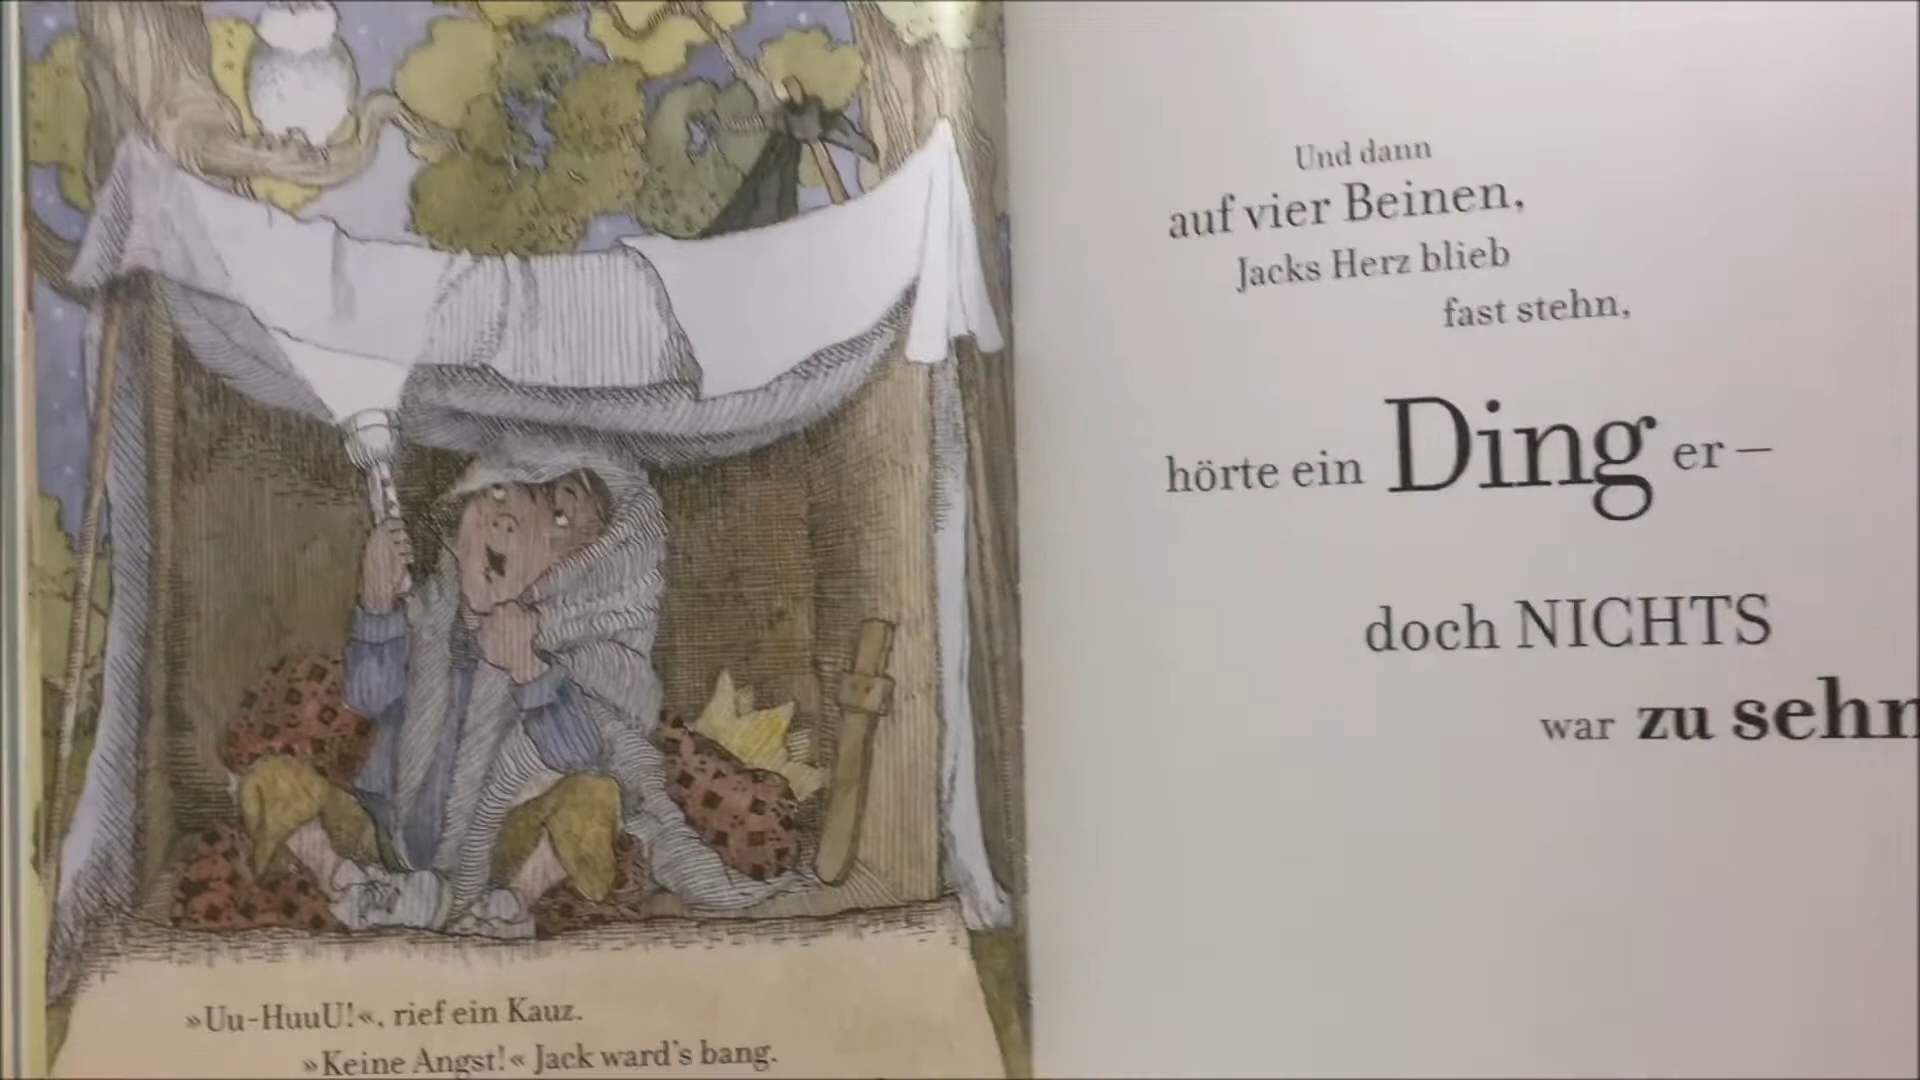 »Uu-HuuU!«, rief ein Kauz.
»Keine Angst!« Jack ward's bang.
Und dann
auf vier Beinen,
Jacks Herz blieb
fast stehn,
hörte ein Ding er –
doch NICHTS
war zu sehn